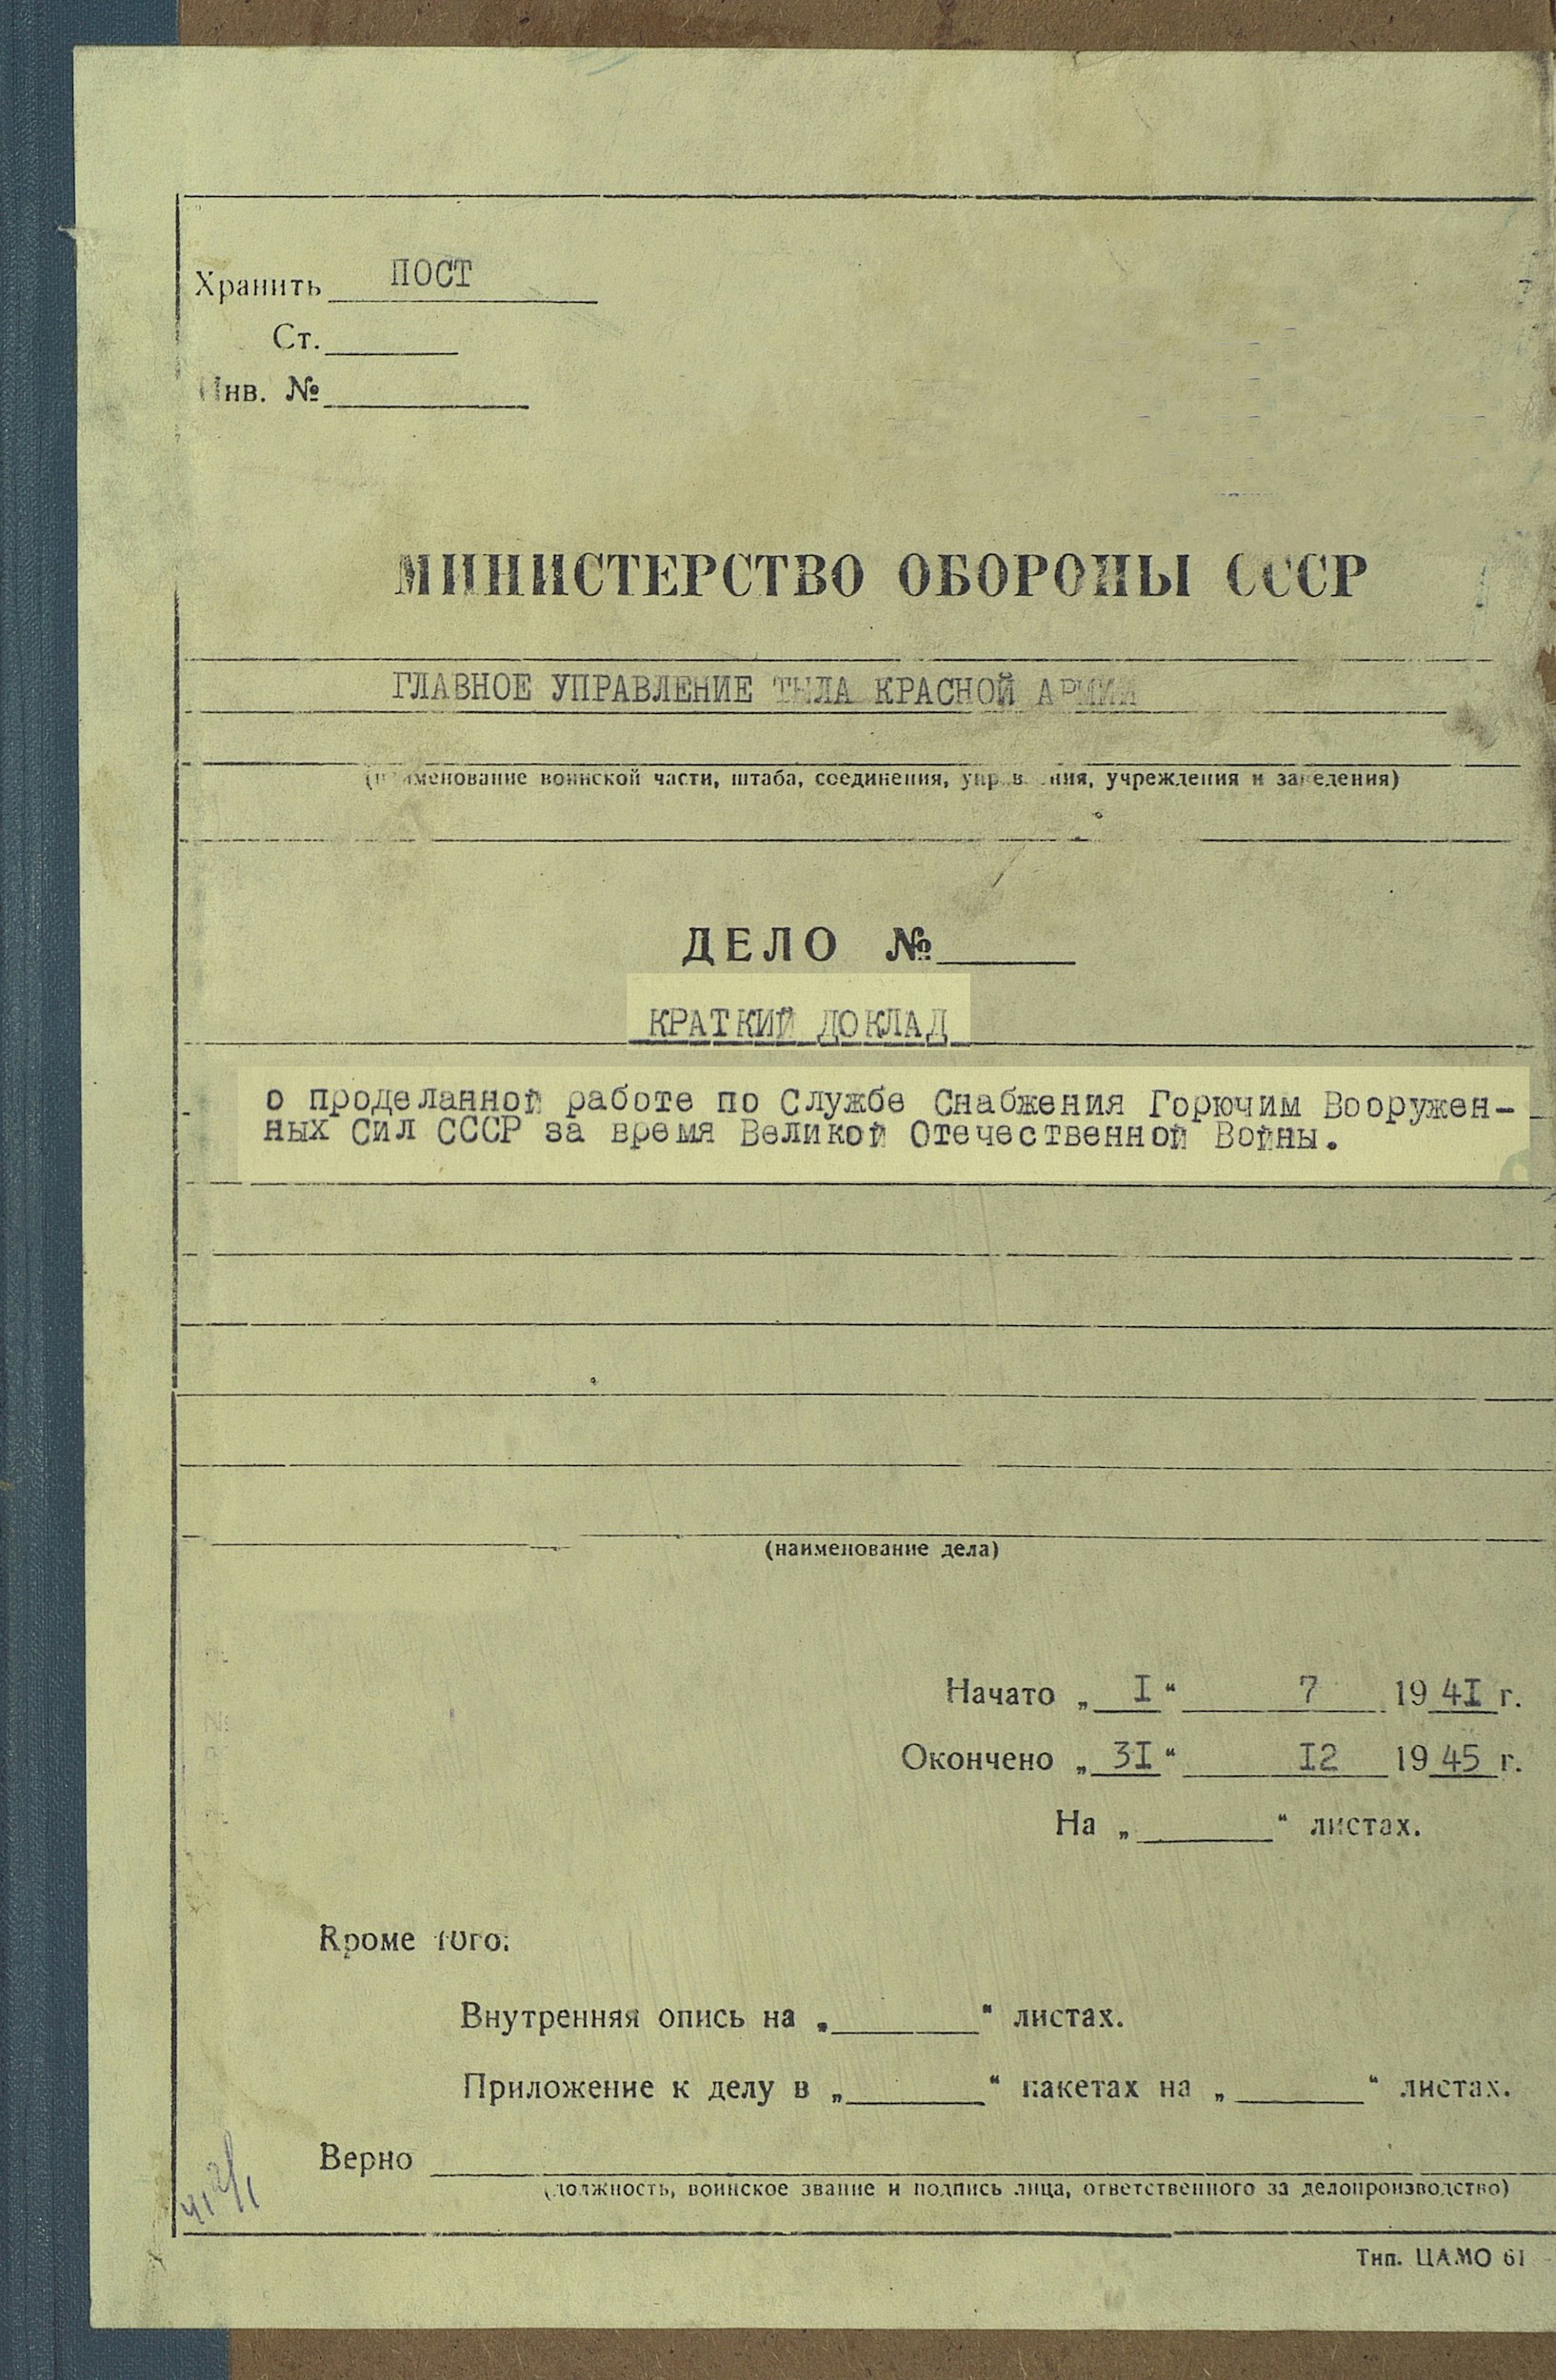 Хранить ПОСТ
Ст.
Инв. №
МИНИСТЕРСТВО ОБОРОНЫ СССР
ГЛАВНОЕ УПРАВЛЕНИЕ ТЫЛА КРАСНОЙ АРМИИ
(наименование воинской части, штаба, соединения, управления, учреждения и заведения)
ДЕЛО №
КРАТКИЙ ДОКЛАД
о проделанной работе по Службе Снабжения Горючим Вооружен-
ных Сил СССР за время Великой Отечественной Войны.
(наименование дела)
Начато „ I “ 7 19 4I г.
Окончено „ 3I “ I2 19 45 г.
На „ “ листах.
Кроме того:
Внутренняя опись на „ “ листах.
Приложение к делу в „ “ пакетах на „ “ листах.
Верно
(должность, воинское звание и подпись лица, ответственного за делопроизводство)
Тип. ЦАМО 61